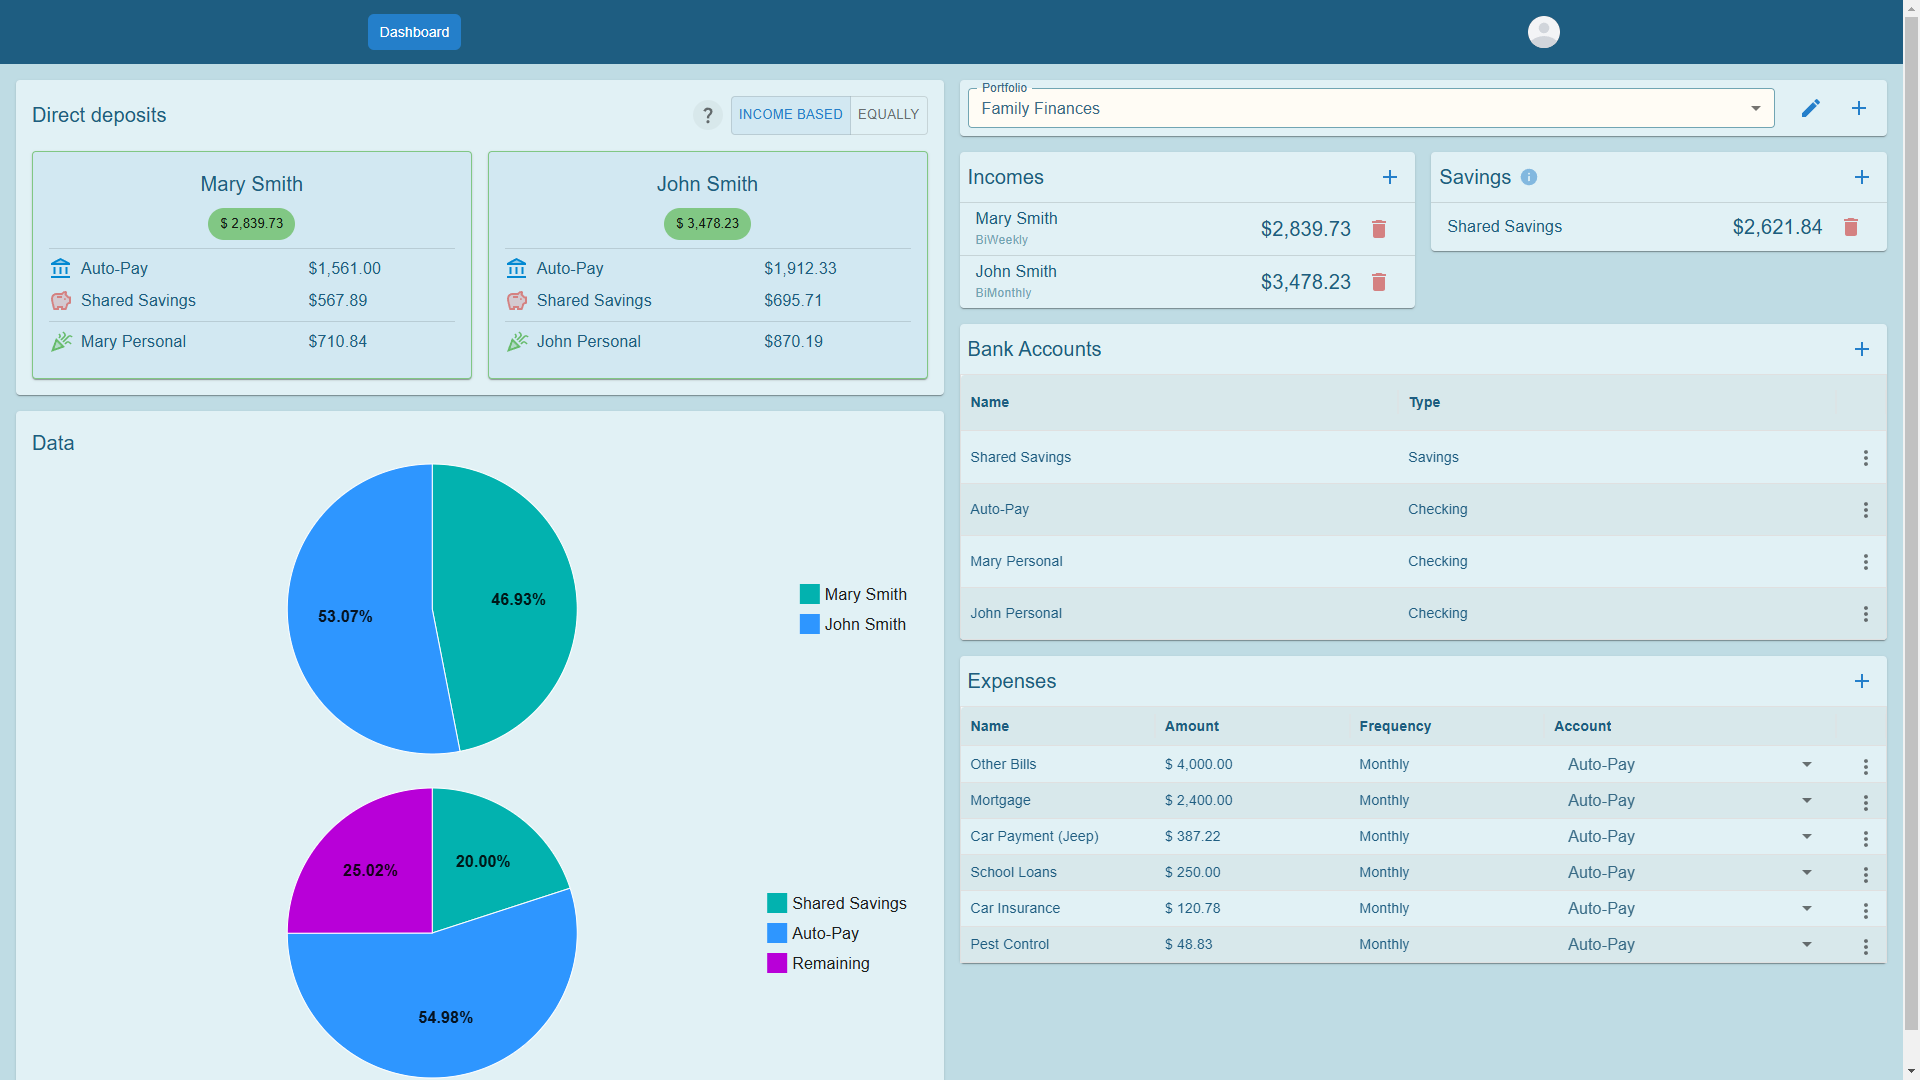 Dashboard
Direct deposits
?
INCOME BASED
EQUALLY
Mary Smith
$ 2,839.73
Auto-Pay $1,561.00
Shared Savings $567.89
Mary Personal $710.84
John Smith
$ 3,478.23
Auto-Pay $1,912.33
Shared Savings $695.71
John Personal $870.19
Data
53.07%
46.93%
Mary Smith
John Smith
25.02%
20.00%
54.98%
Shared Savings
Auto-Pay
Remaining
Portfolio
Family Finances
Incomes
Mary Smith
BiWeekly
$2,839.73
John Smith
BiMonthly
$3,478.23
Savings
Shared Savings $2,621.84
Bank Accounts
Name Type
Shared Savings Savings
Auto-Pay Checking
Mary Personal Checking
John Personal Checking
Expenses
Name Amount Frequency Account
Other Bills $ 4,000.00 Monthly Auto-Pay
Mortgage $ 2,400.00 Monthly Auto-Pay
Car Payment (Jeep) $ 387.22 Monthly Auto-Pay
School Loans $ 250.00 Monthly Auto-Pay
Car Insurance $ 120.78 Monthly Auto-Pay
Pest Control $ 48.83 Monthly Auto-Pay